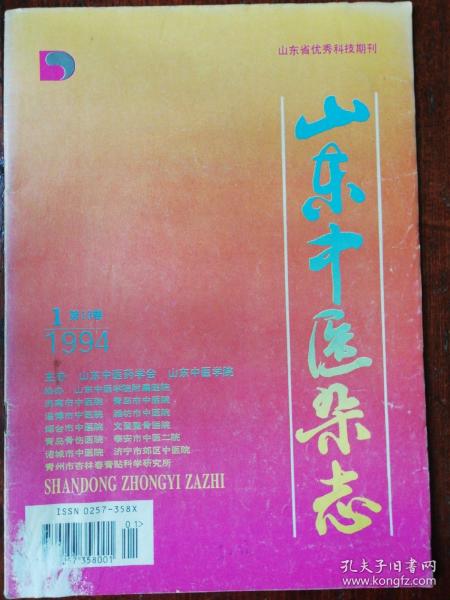 山东省优秀科技期刊
山东中医杂志
1 第13卷
1994
主办 山东中医药学会 山东中医学院
协办 山东中医学院附属医院
济南市中医院 青岛市中医院
淄博市中医院 潍坊市中医院
烟台市中医院 文登整骨医院
青岛骨伤医院 泰安市中医二院
诸城市中医院 济宁市郊区中医院
青州市杏林春膏贴科学研究所
SHANDONG ZHONGYI ZAZHI
ISSN 0257-358X
01>
358001
孔夫子旧书网
www.kongfz.com